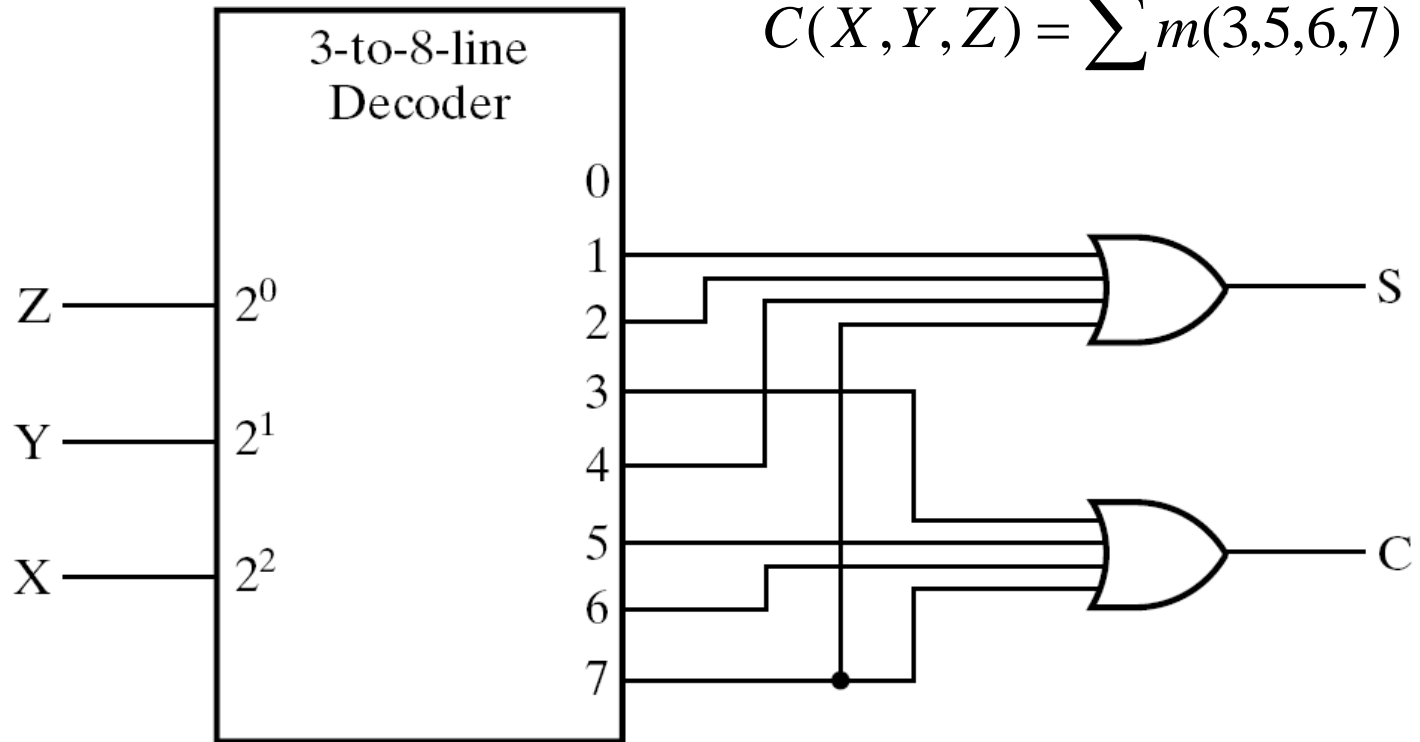 3-to-8-line
Decoder
C(X,Y,Z) = ∑ m(3,5,6,7)
0
1
2
3
4
5
6
7
Z
2⁰
Y
2¹
X
2²
S
C